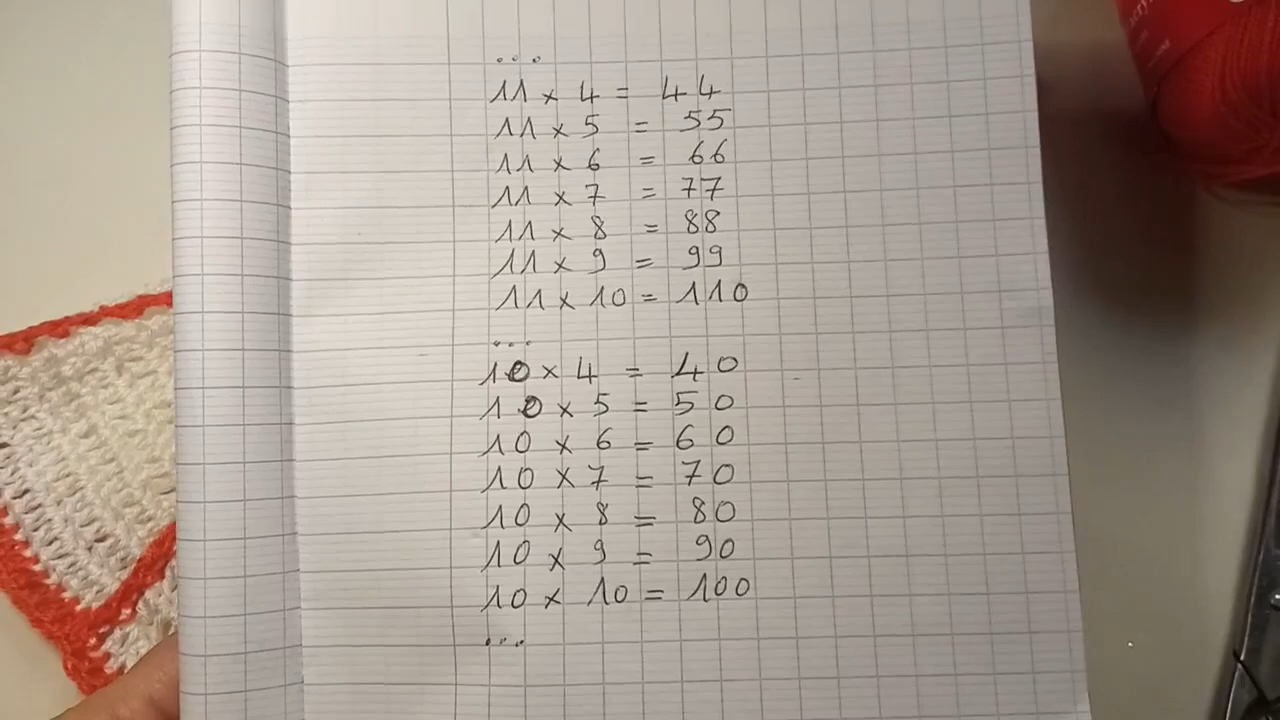 ...
11 × 4 = 44
11 × 5 = 55
11 × 6 = 66
11 × 7 = 77
11 × 8 = 88
11 × 9 = 99
11 × 10 = 110
...
10 × 4 = 40
10 × 5 = 50
10 × 6 = 60
10 × 7 = 70
10 × 8 = 80
10 × 9 = 90
10 × 10 = 100
...